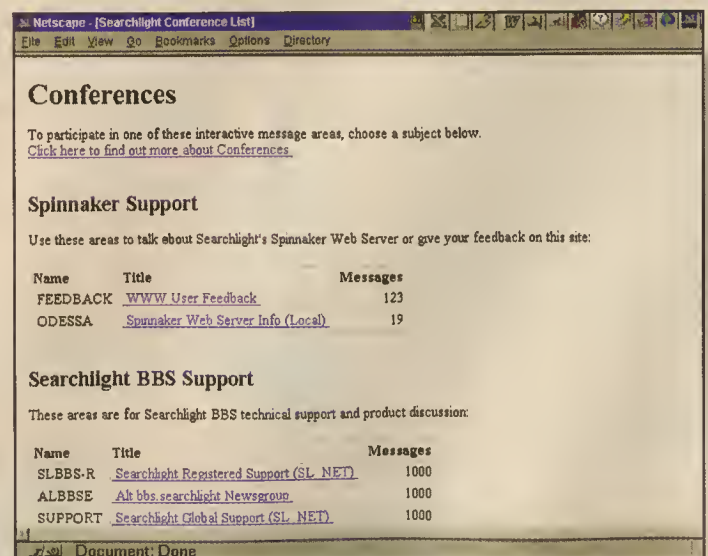 Netscape - [Searchlight Conference List]
File Edit View Go Bookmarks Options Directory
Conferences
To participate in one of these interactive message areas, choose a subject below.
Click here to find out more about Conferences
Spinnaker Support
Use these areas to talk about Searchlight's Spinnaker Web Server or give your feedback on this site:
Name Title Messages
FEEDBACK WWW User Feedback 123
ODESSA Spinnaker Web Server Info (Local) 19
Searchlight BBS Support
These areas are for Searchlight BBS technical support and product discussion:
Name Title Messages
SLBBS-R Searchlight Registered Support (SL_NET) 1000
ALBBSE Alt bbs.searchlight Newsgroup 1000
SUPPORT Searchlight Global Support (SL_NET) 1000
Document: Done